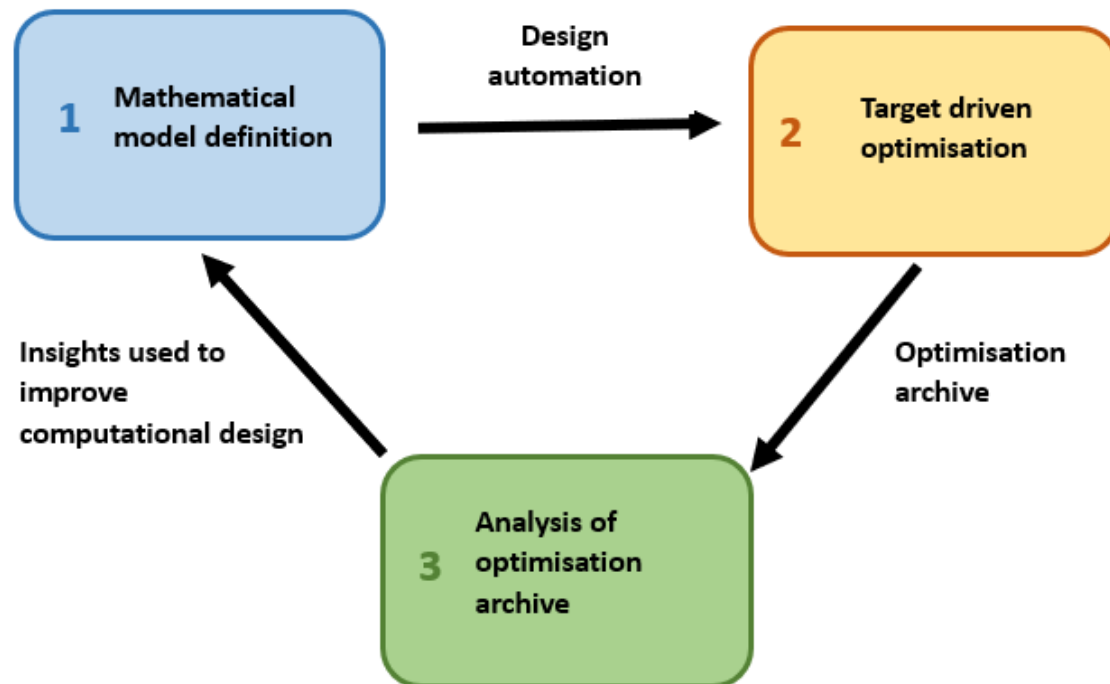 1
Mathematical
model definition
Design
automation
2
Target driven
optimisation
Insights used to
improve
computational design
Optimisation
archive
3
Analysis of
optimisation
archive